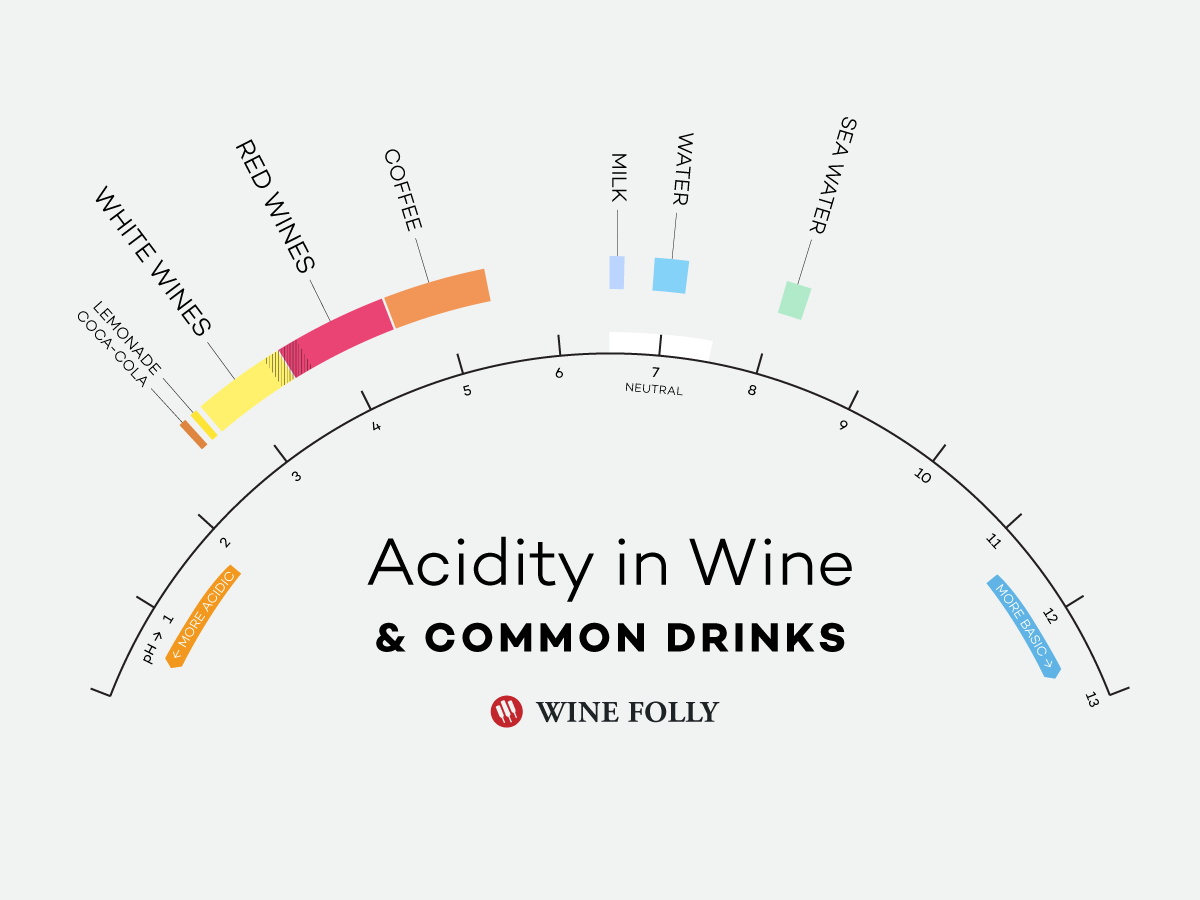 COCA-COLA
LEMONADE
WHITE WINES
RED WINES
COFFEE
MILK
WATER
SEA WATER
pH → 1
2
3
4
5
6
7
8
9
10
11
12
13
NEUTRAL
← MORE ACIDIC
MORE BASIC →
Acidity in Wine
& COMMON DRINKS
WINE FOLLY